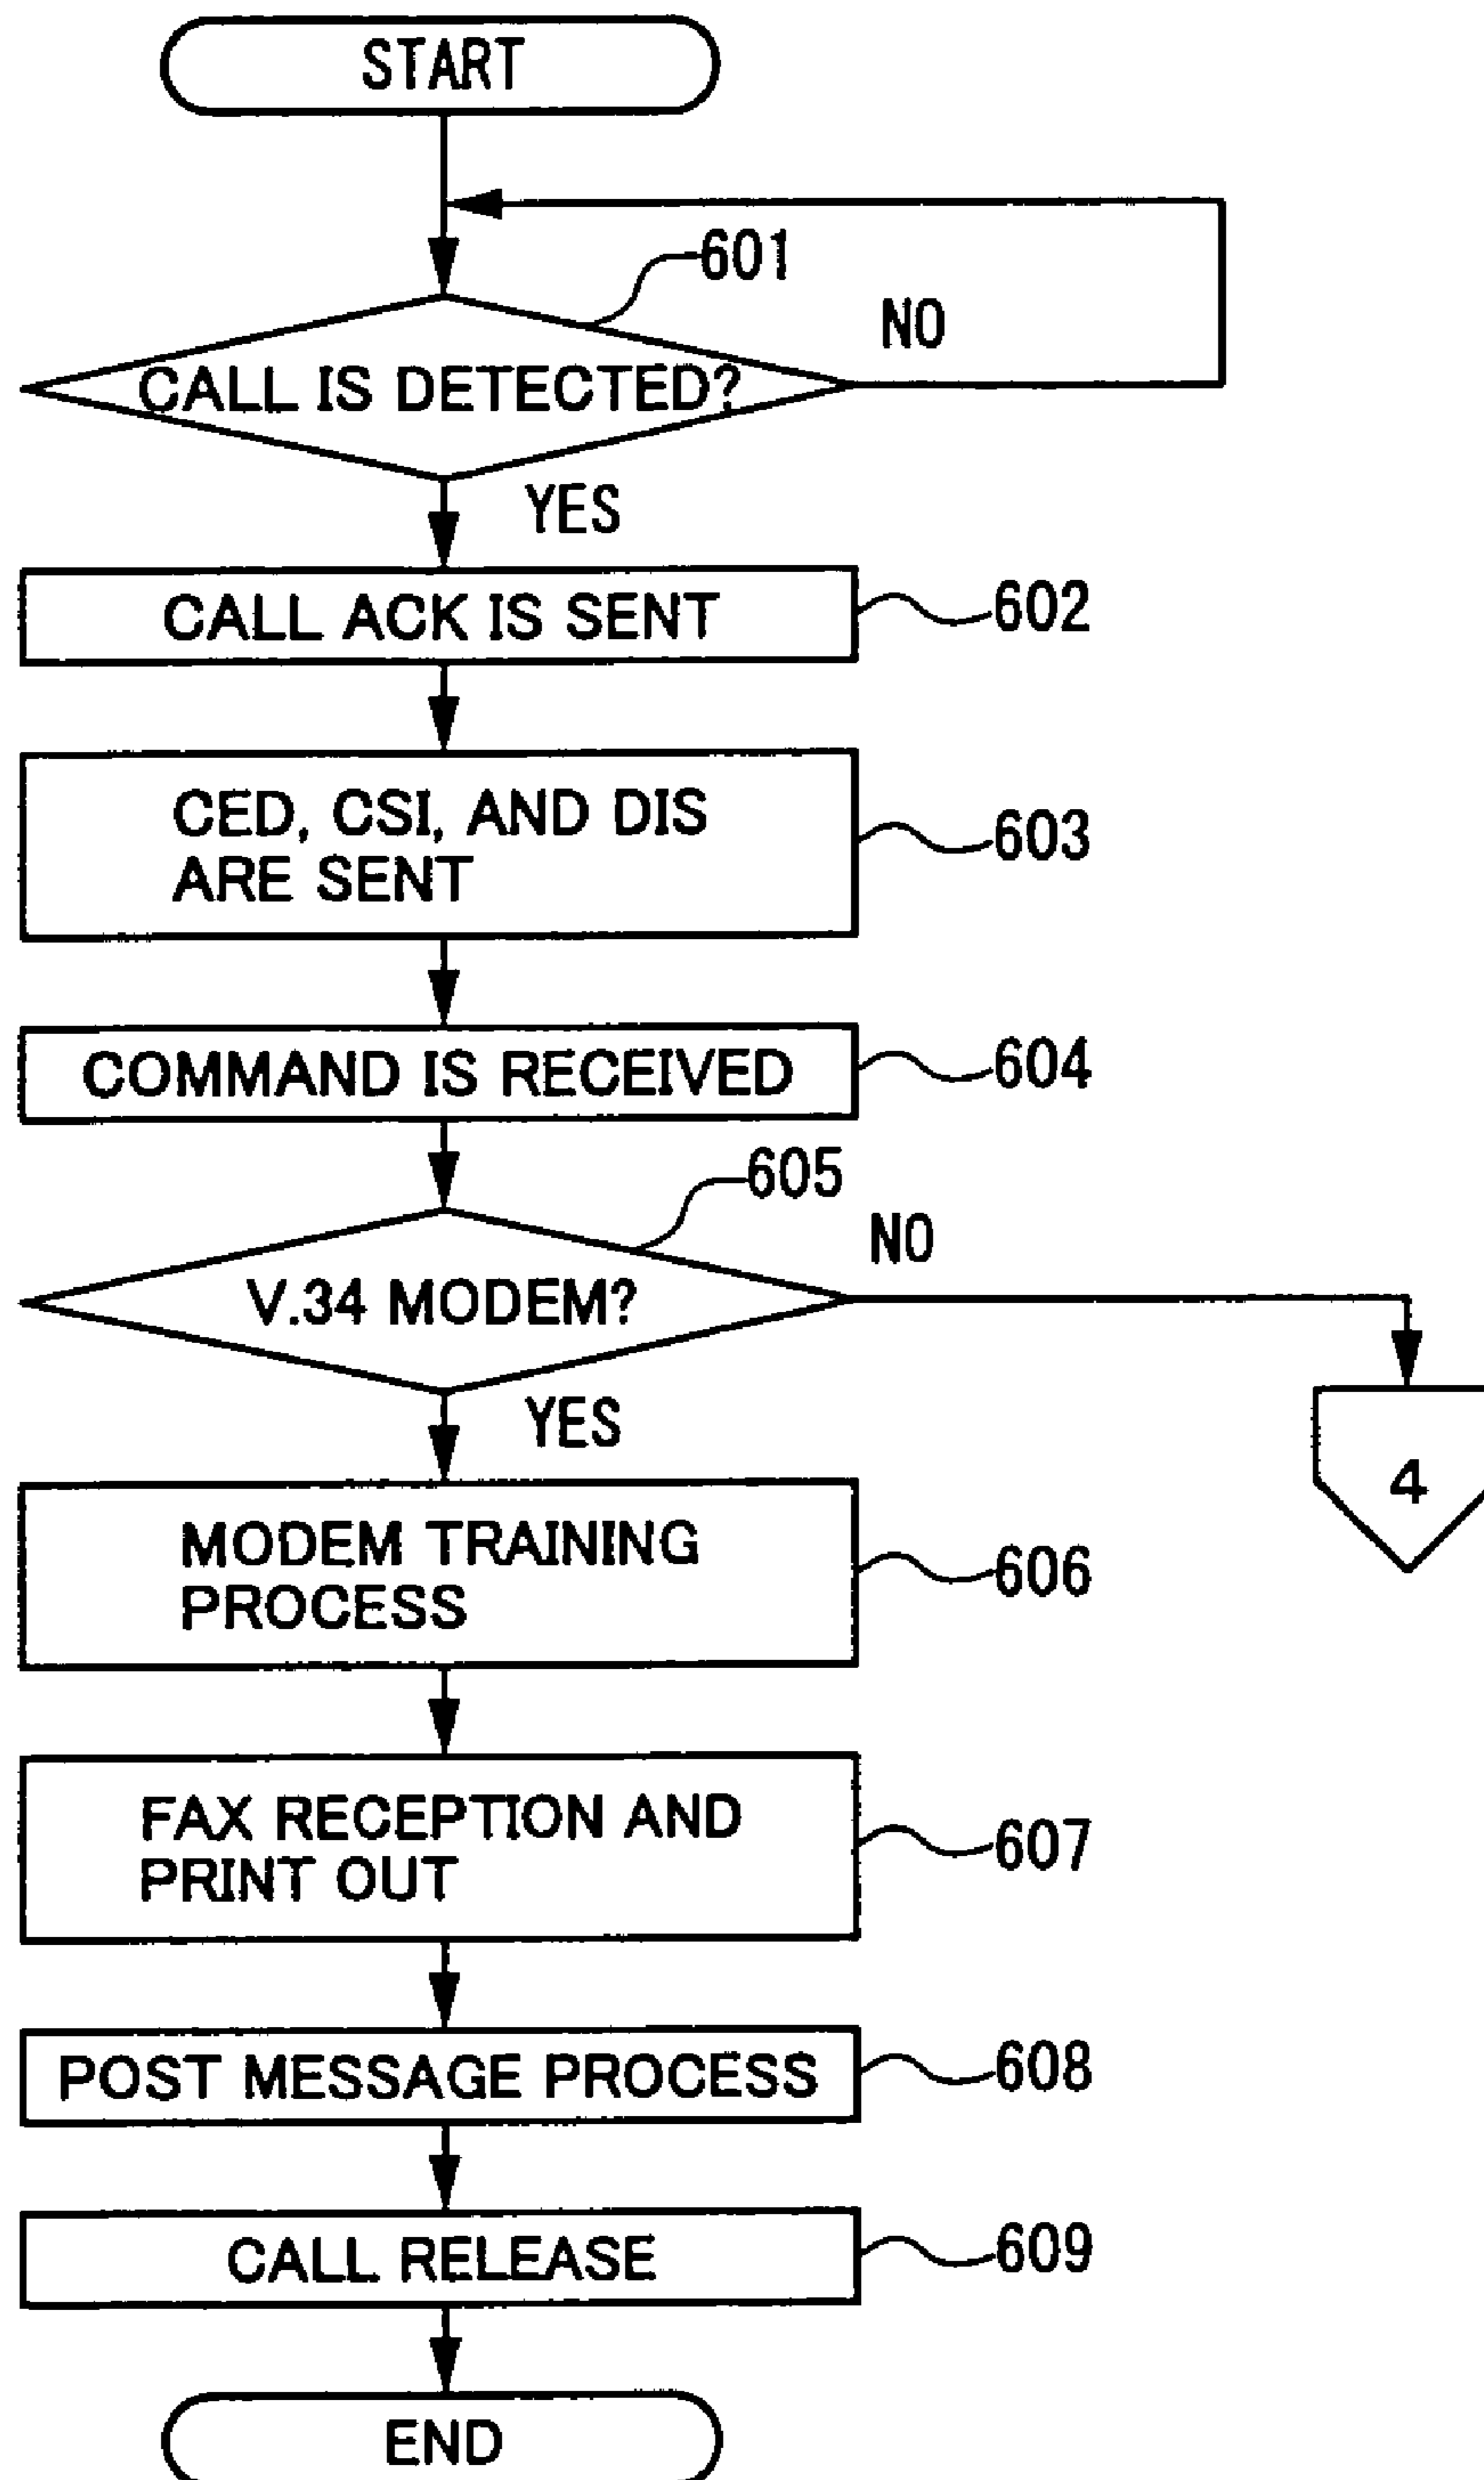 START
601
NO
CALL IS DETECTED?
YES
CALL ACK IS SENT
602
CED, CSI, AND DIS
ARE SENT
603
COMMAND IS RECEIVED
604
605
NO
V.34 MODEM?
YES
4
MODEM TRAINING
PROCESS
606
FAX RECEPTION AND
PRINT OUT
607
POST MESSAGE PROCESS
608
CALL RELEASE
609
END